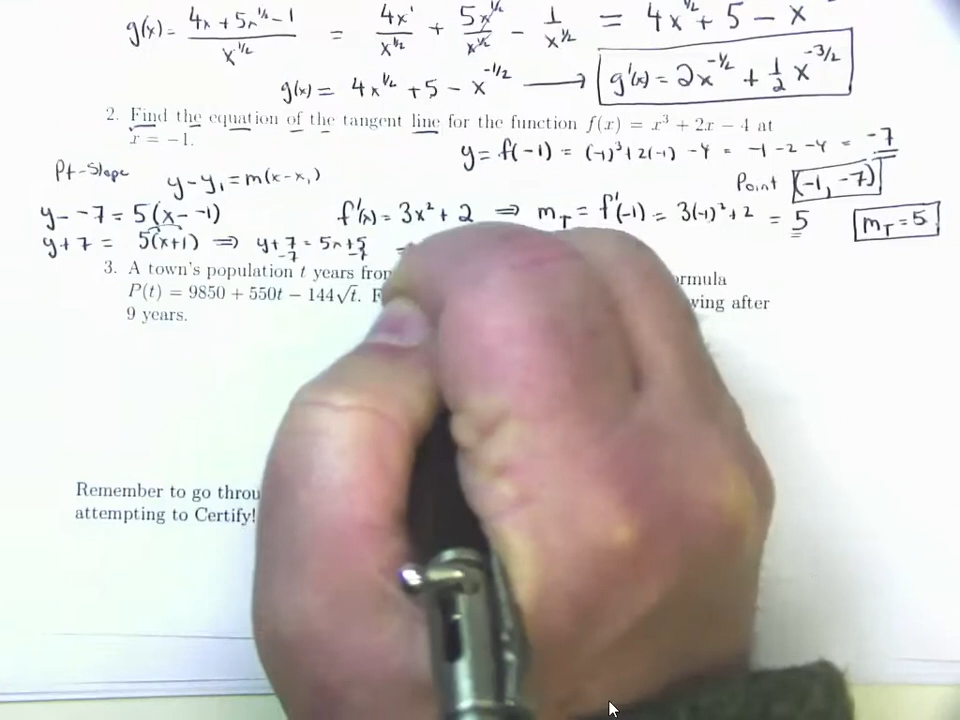 g(x) = (4x + 5x^1/2 - 1)/x^1/2 = 4x^1/x^1/2 + 5x^1/2/x^1/2 - 1/x^1/2 = 4x^1/2 + 5 - x
g(x) = 4x^1/2 + 5 - x^-1/2 ⟶ g'(x) = 2x^-1/2 + 1/2 x^-3/2
2. Find the equation of the tangent line for the function f(x) = x³ + 2x − 4 at
x = −1.
y = f(-1) = (-1)³ + 2(-1) - 4 = -1 - 2 - 4 = -7
Pt-Slope y - y₁ = m(x - x₁)
Point (-1, -7)
y - -7 = 5(x - -1) f'(x) = 3x² + 2 ⇒ m_T = f'(-1) = 3(-1)² + 2 = 5 m_T = 5
y + 7 = 5(x+1) ⇒ y + 7 = 5x + 5
-7 -7
3. A town's population t years from rmula
P(t) = 9850 + 550t − 144√t. F wing after
9 years.
Remember to go throu
attempting to Certify!